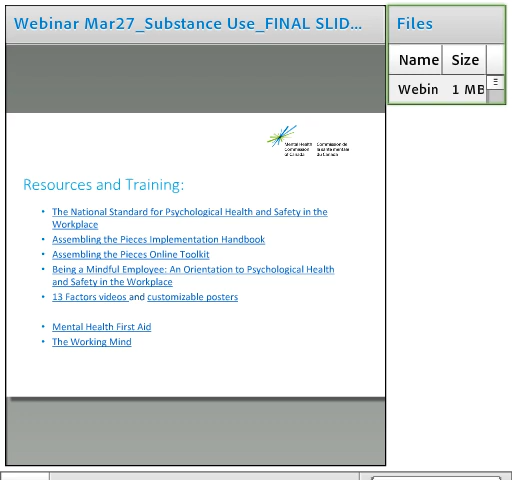 Webinar Mar27_Substance Use_FINAL SLID...
Files
Name Size
Webin 1 MB
Mental Health Commission de
Commission la santé mentale
of Canada du Canada
Resources and Training:
• The National Standard for Psychological Health and Safety in the
Workplace
• Assembling the Pieces Implementation Handbook
• Assembling the Pieces Online Toolkit
• Being a Mindful Employee: An Orientation to Psychological Health
and Safety in the Workplace
• 13 Factors videos and customizable posters
• Mental Health First Aid
• The Working Mind